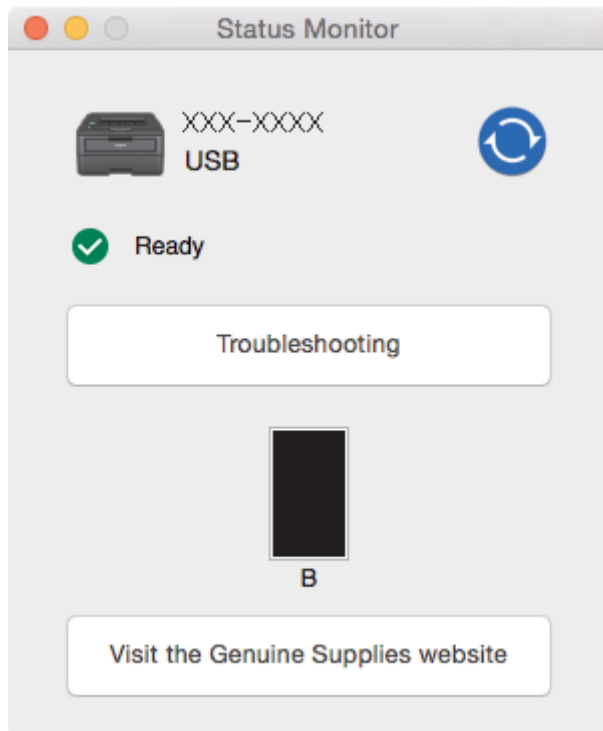 Status Monitor
XXX-XXXX
USB
Ready
Troubleshooting
B
Visit the Genuine Supplies website